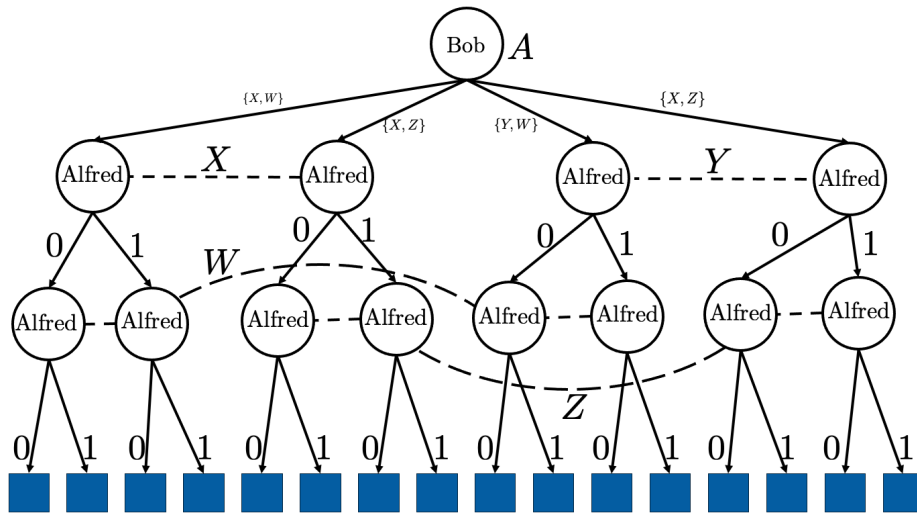 Bob A
{X, W} {X, Z} {Y, W} {X, Z}
Alfred X Alfred Alfred Y Alfred
0 1 0 1 0 1 0 1
W
Alfred Alfred Alfred Alfred Alfred Alfred Alfred Alfred
Z
0 1 0 1 0 1 0 1 0 1 0 1 0 1 0 1